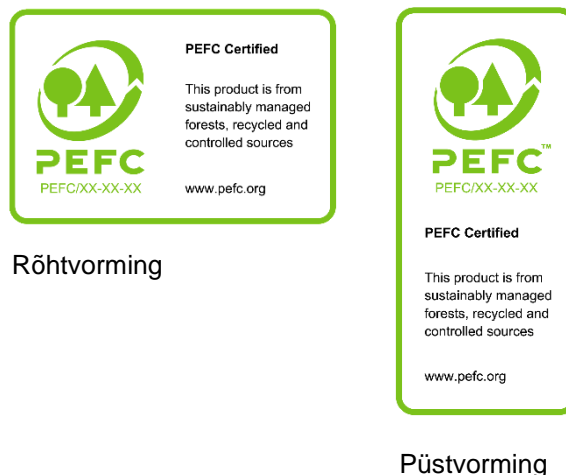 PEFC
PEFC/XX-XX-XX
PEFC Certified
This product is from
sustainably managed
forests, recycled and
controlled sources
www.pefc.org
Rõhtvorming
PEFC™
PEFC/XX-XX-XX
PEFC Certified
This product is from
sustainably managed
forests, recycled and
controlled sources
www.pefc.org
Püstvorming